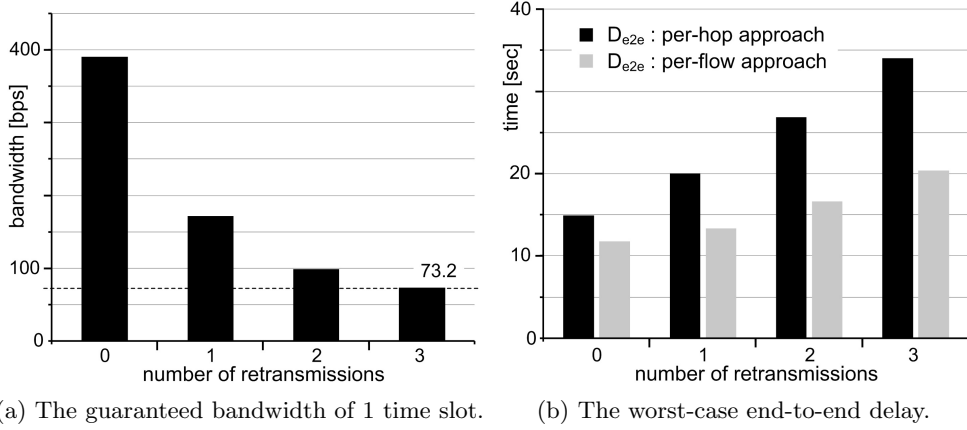 400
100
0
bandwidth [bps]
73.2
0 1 2 3
number of retransmissions
(a) The guaranteed bandwidth of 1 time slot.
40
20
10
0
time [sec]
De2e : per-hop approach
De2e : per-flow approach
0 1 2 3
number of retransmissions
(b) The worst-case end-to-end delay.